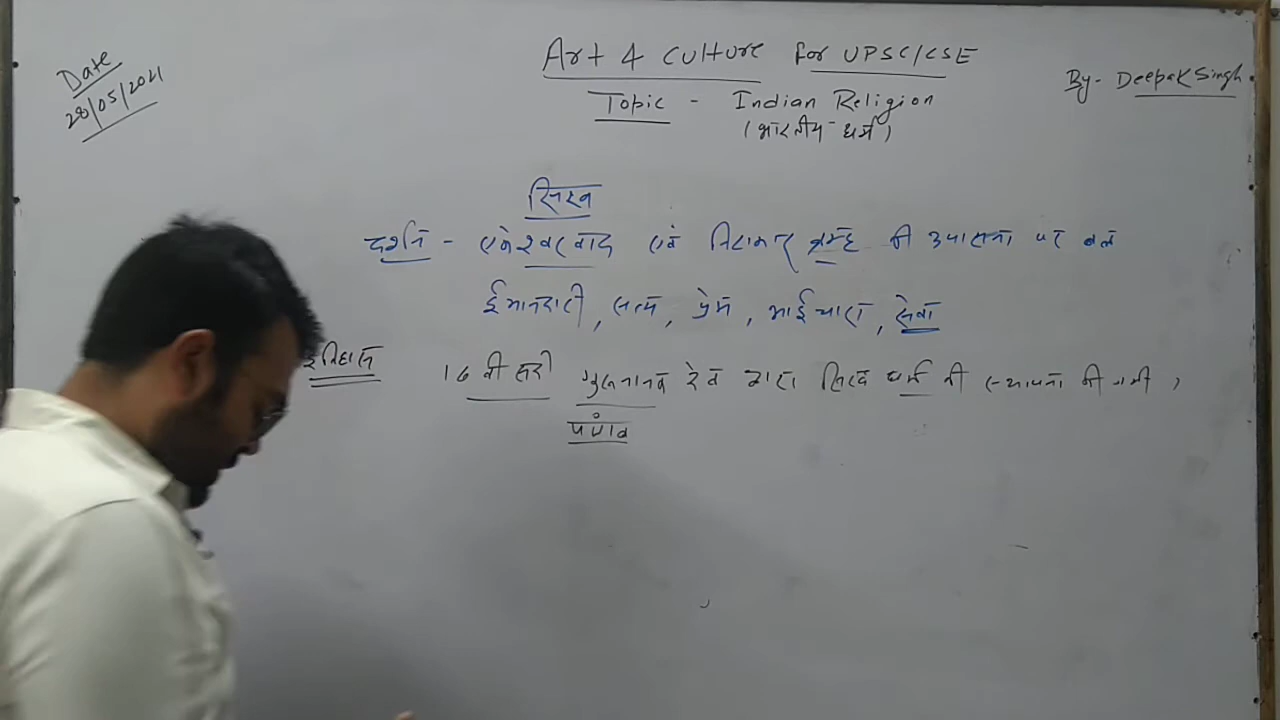 Art & Culture for UPSC/CSE
Date
28/05/2021
By- Deepak Singh
Topic - Indian Religion
(भारतीय धर्म)
सिख
दर्शन - एकेश्वरवाद एवं निराकार ब्रम्ह की उपासना पर बल
ईमानदारी, सत्य, प्रेम, भाईचारा, सेवा
इतिहास 16 वी सदी गुरुनानक देव द्वारा सिख धर्म की स्थापना की गयी,
पंजाब